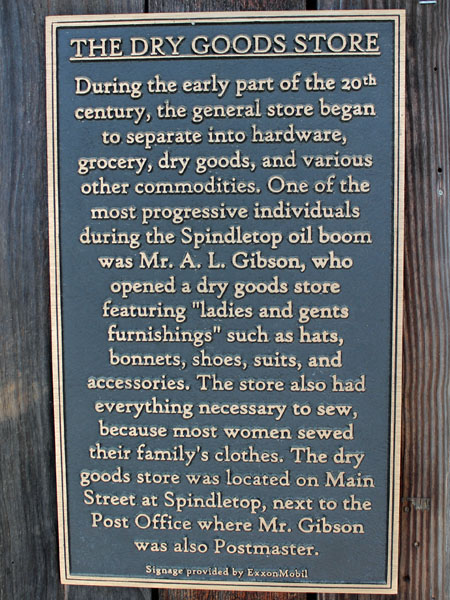 THE DRY GOODS STORE
During the early part of the 20th
century, the general store began
to separate into hardware,
grocery, dry goods, and various
other commodities. One of the
most progressive individuals
during the Spindletop oil boom
was Mr. A. L. Gibson, who
opened a dry goods store
featuring "ladies and gents
furnishings" such as hats,
bonnets, shoes, suits, and
accessories. The store also had
everything necessary to sew,
because most women sewed
their family's clothes. The dry
goods store was located on Main
Street at Spindletop, next to the
Post Office where Mr. Gibson
was also Postmaster.
Signage provided by ExxonMobil